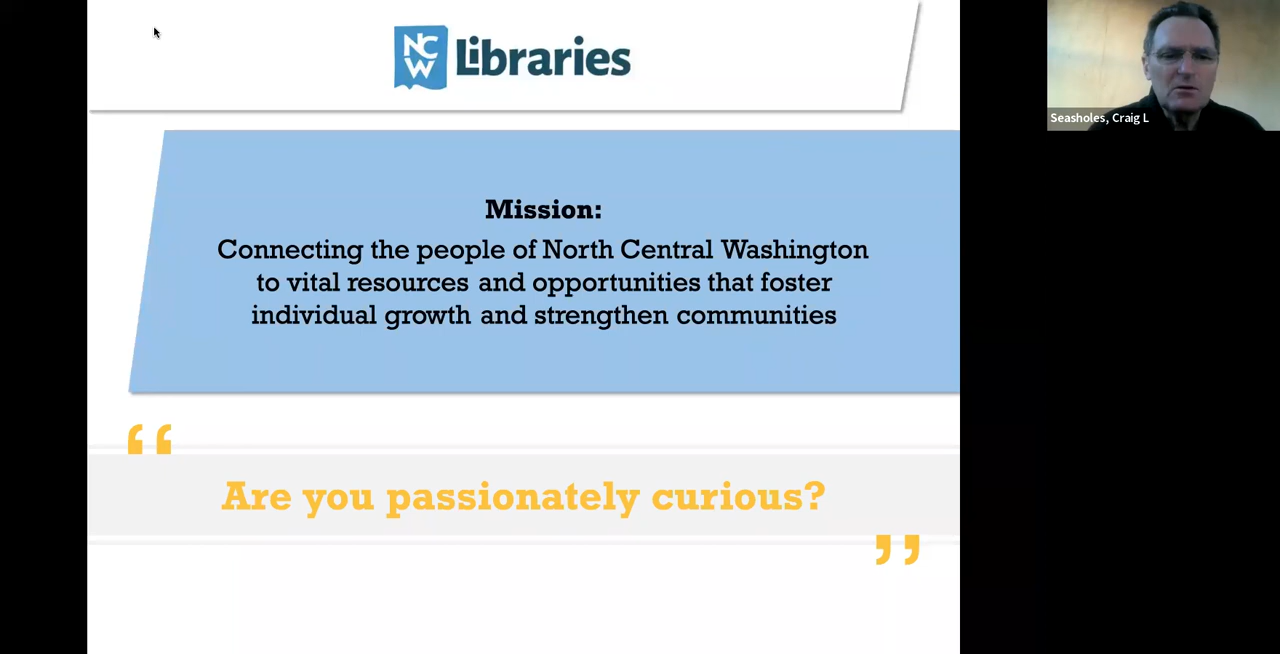 NCW Libraries
Seasholes, Craig L
Mission:
Connecting the people of North Central Washington
to vital resources and opportunities that foster
individual growth and strengthen communities
“
Are you passionately curious?
”